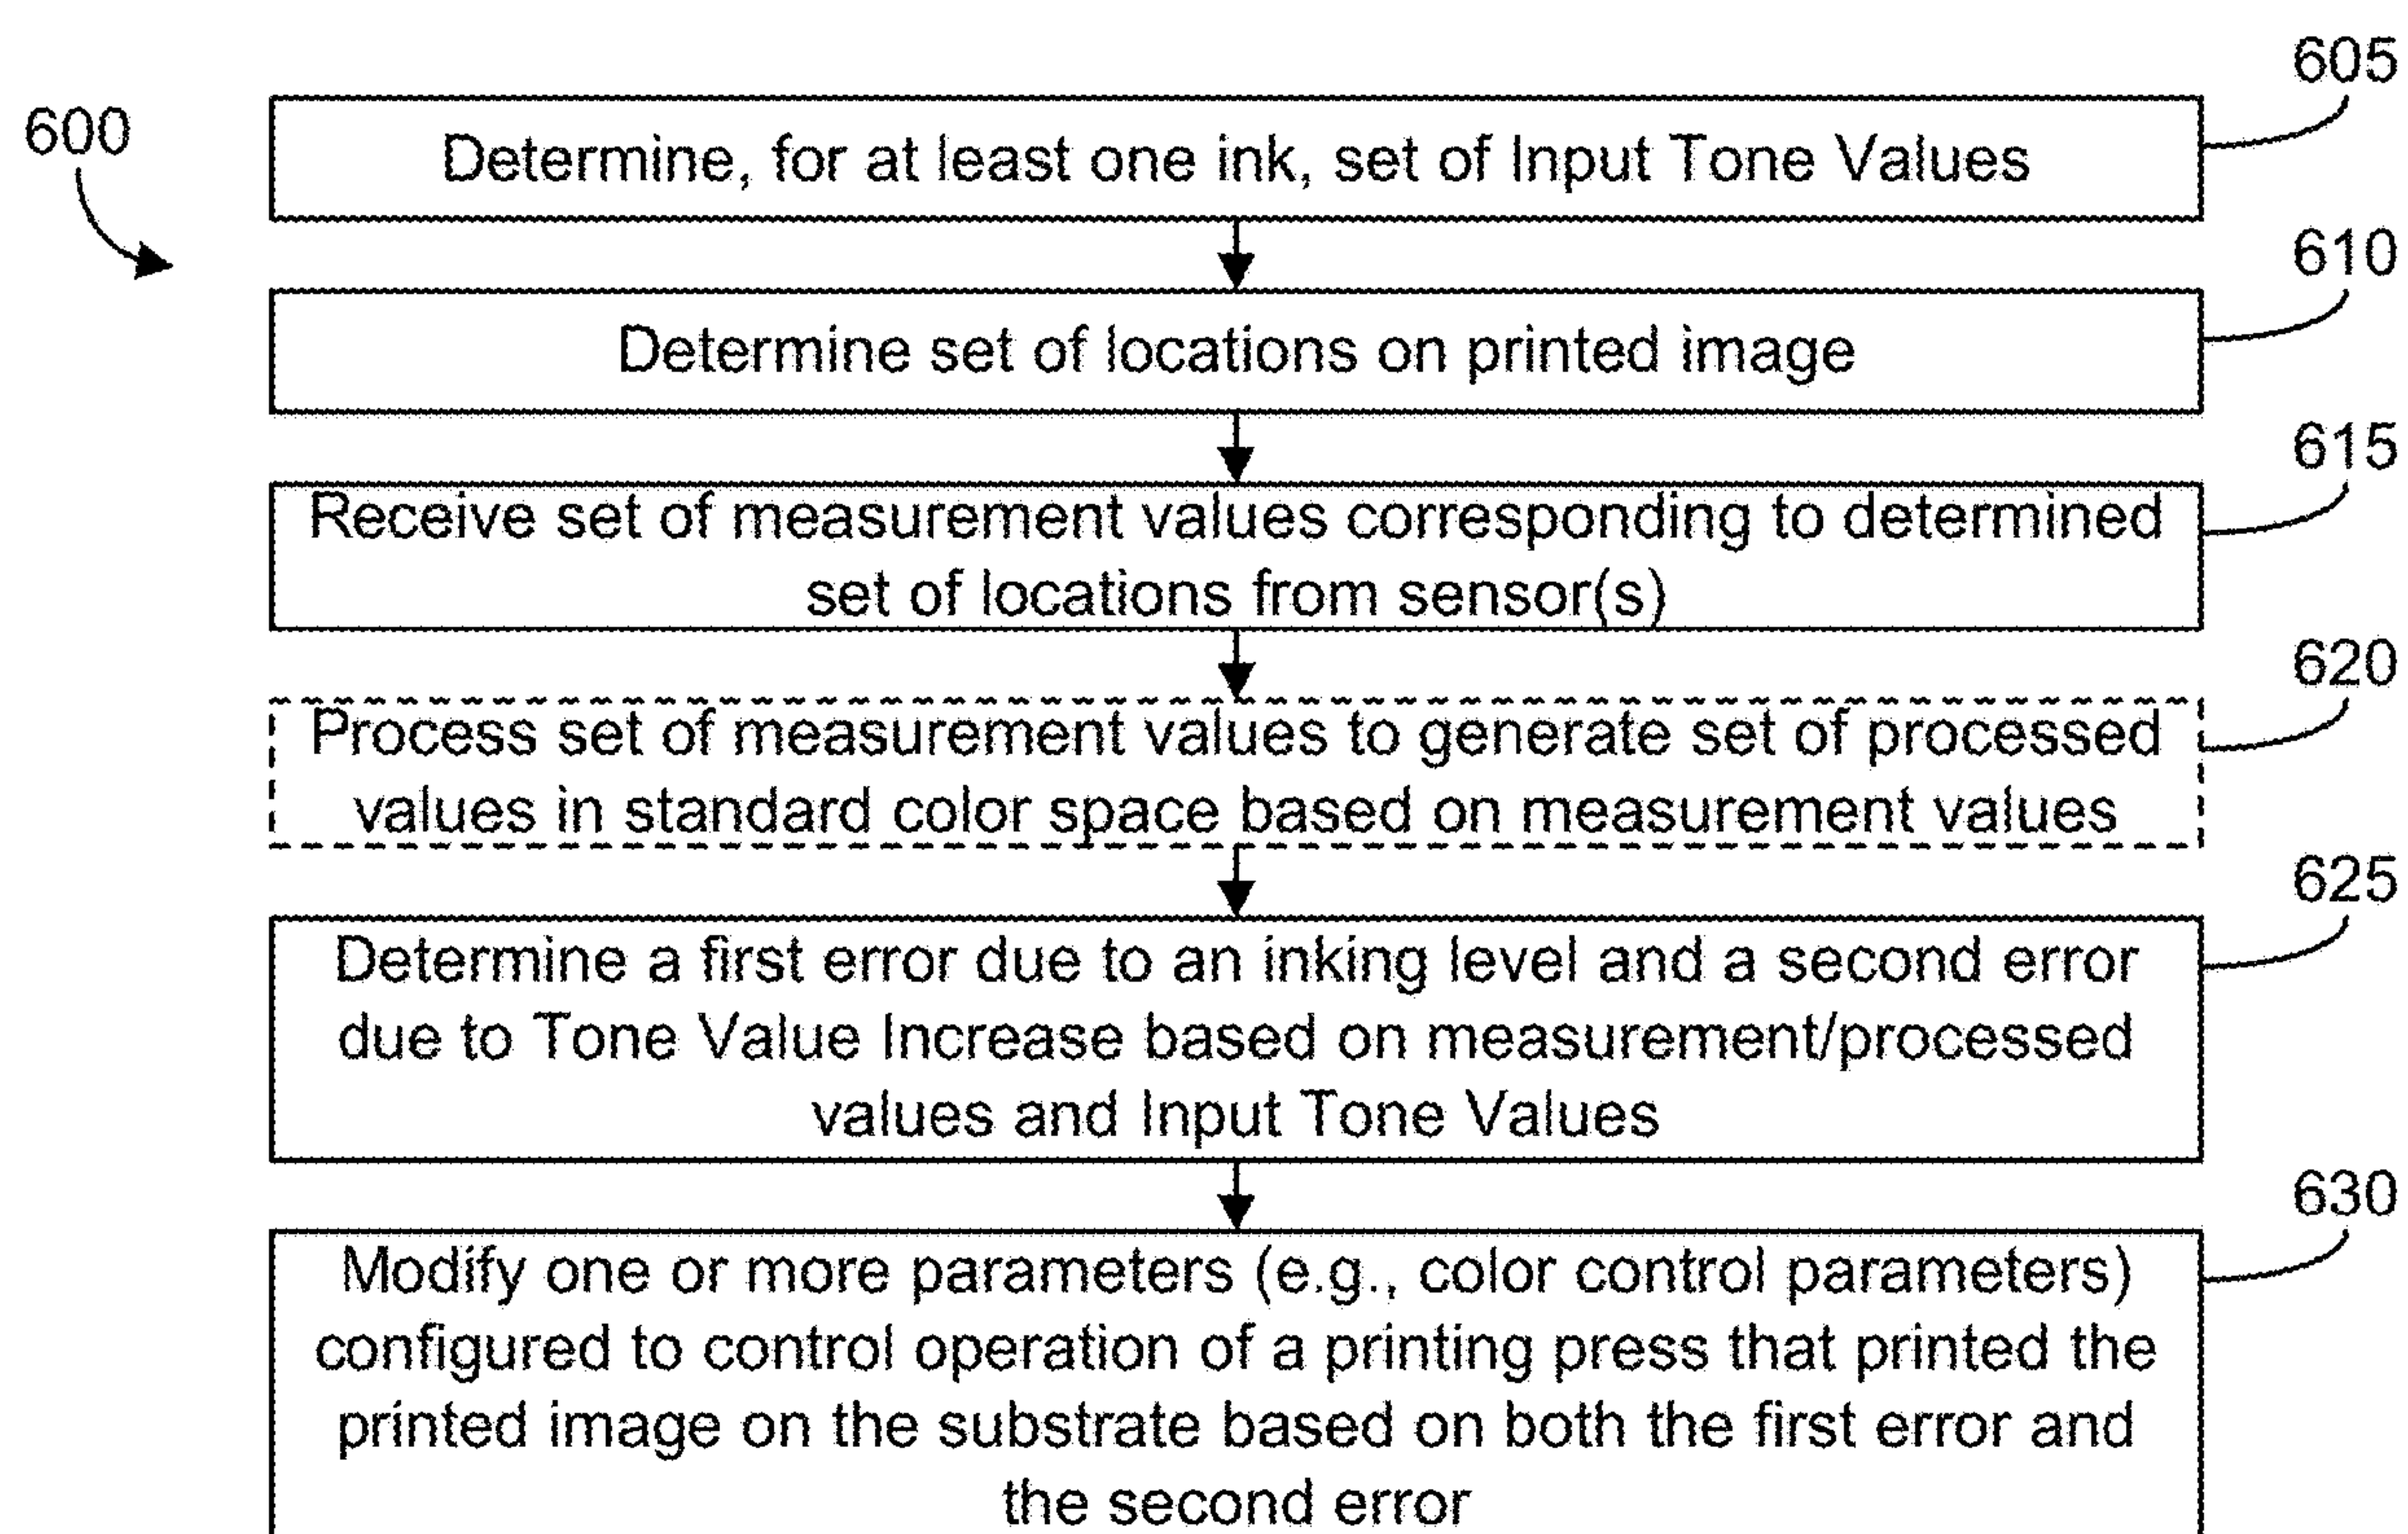 605
600
Determine, for at least one ink, set of Input Tone Values
610
Determine set of locations on printed image
615
Receive set of measurement values corresponding to determined
set of locations from sensor(s)
620
Process set of measurement values to generate set of processed
values in standard color space based on measurement values
625
Determine a first error due to an inking level and a second error
due to Tone Value Increase based on measurement/processed
values and Input Tone Values
630
Modify one or more parameters (e.g., color control parameters)
configured to control operation of a printing press that printed the
printed image on the substrate based on both the first error and
the second error